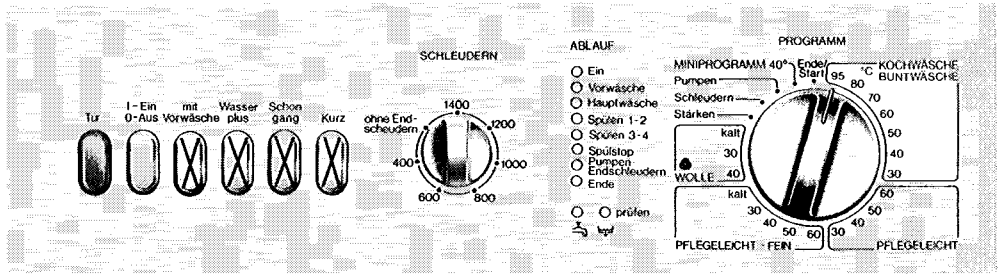 Tür
I-Ein
0-Aus
mit
Vorwäsche
Wasser
plus
Schon
gang
Kurz
SCHLEUDERN
ohne End-
schleudern
1400
1200
1000
800
600
400
ABLAUF
Ein
Vorwäsche
Hauptwäsche
Spülen 1-2
Spülen 3-4
Spülstop
Pumpen
Endschleudern
Ende
prüfen
PROGRAMM
MINIPROGRAMM 40°
Ende/
Start
Pumpen
Schleudern
Stärken
kalt
30
40
WOLLE
kalt
30
40
50
60
PFLEGELEICHT - FEIN
95
°C
80
70
60
50
40
30
KOCHWÄSCHE
BUNTWÄSCHE
60
50
40
30
PFLEGELEICHT